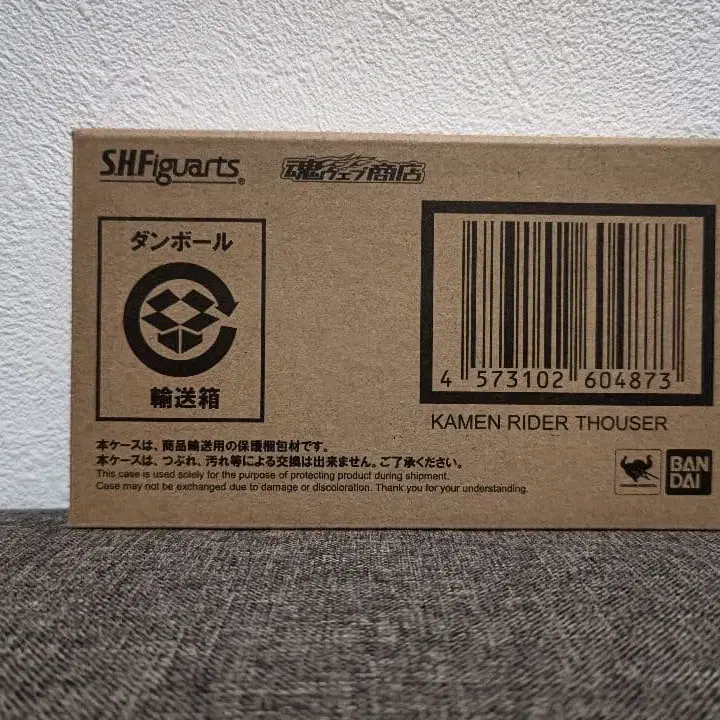 S.H.Figuarts®
魂ウェブ商店
ダンボール
輸送箱
4 573102 604873
KAMEN RIDER THOUSER
本ケースは、商品輸送用の保護梱包材です。
本ケースは、つぶれ、汚れ等による交換は出来ません。ご了承ください。
This case is used solely for the purpose of protecting product during shipment.
Case may not be exchanged due to damage or discoloration. Thank you for your understanding.
BAN
DAI